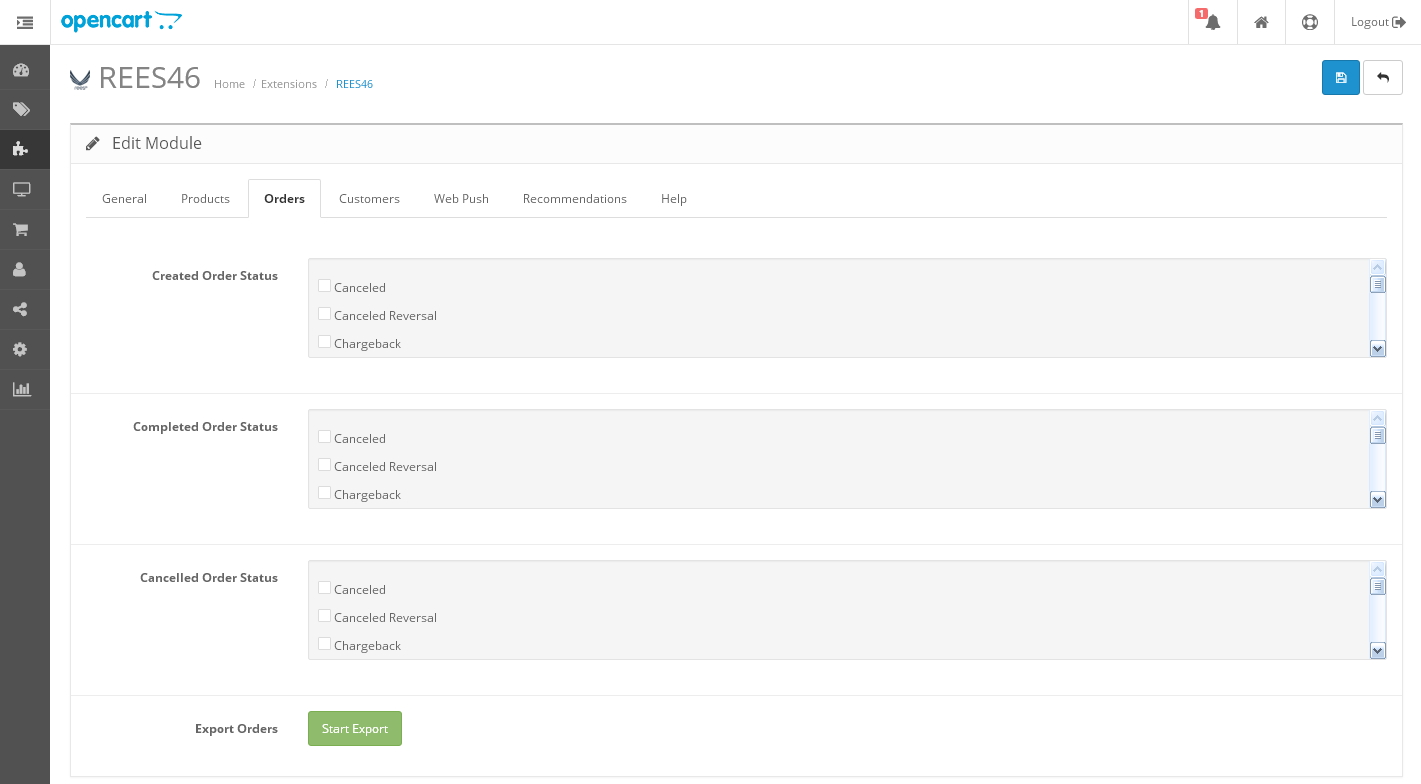 opencart
1
Logout
REES46 Home / Extensions / REES46
Edit Module
General Products Orders Customers Web Push Recommendations Help
Created Order Status
Canceled
Canceled Reversal
Chargeback
Completed Order Status
Canceled
Canceled Reversal
Chargeback
Cancelled Order Status
Canceled
Canceled Reversal
Chargeback
Export Orders
Start Export